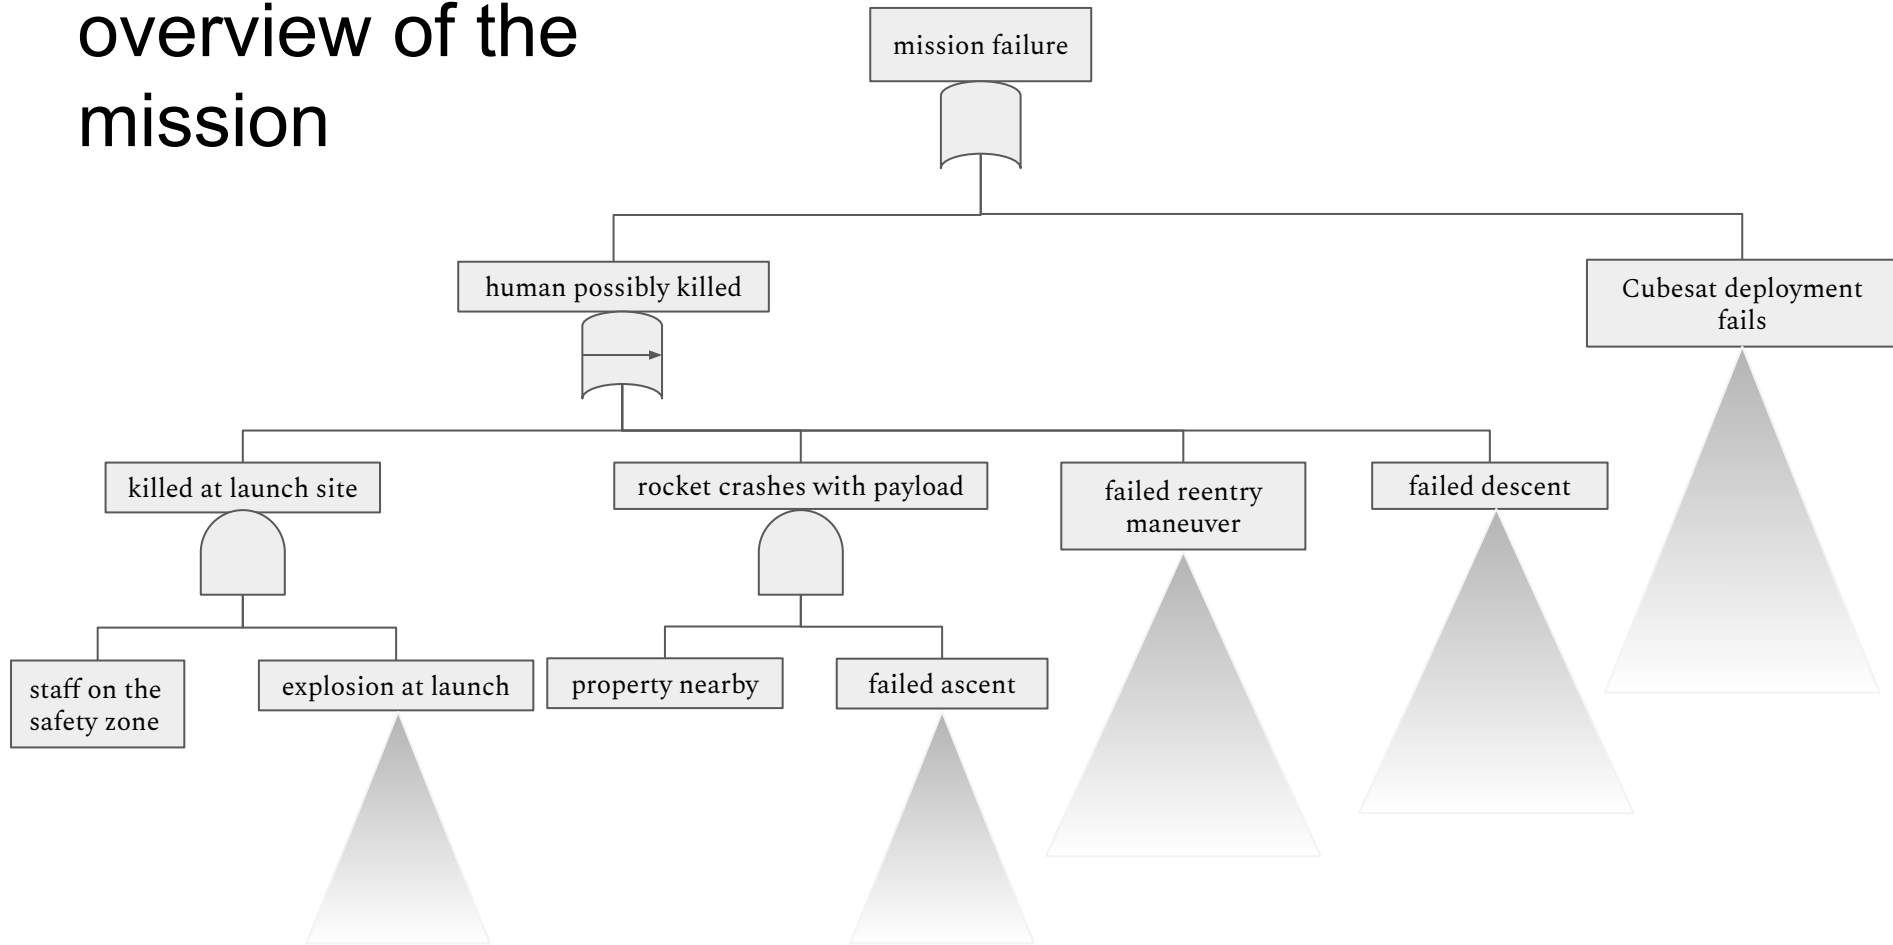 overview of the
mission
mission failure
human possibly killed
Cubesat deployment
fails
killed at launch site
rocket crashes with payload
failed reentry
maneuver
failed descent
staff on the
safety zone
explosion at launch
property nearby
failed ascent